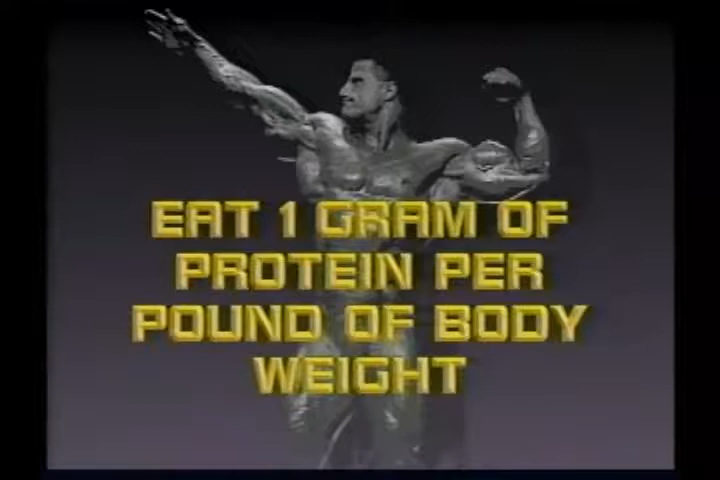 EAT 1 GRAM OF
PROTEIN PER
POUND OF BODY
WEIGHT